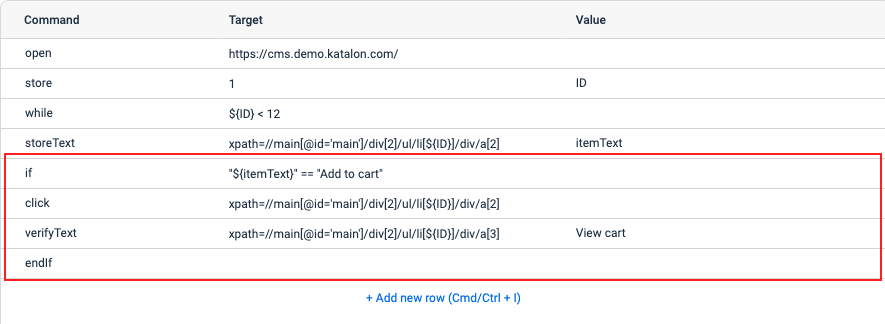 Command Target Value
open https://cms.demo.katalon.com/
store 1 ID
while ${ID} < 12
storeText xpath=//main[@id='main']/div[2]/ul/li[${ID}]/div/a[2] itemText
if "${itemText}" == "Add to cart"
click xpath=//main[@id='main']/div[2]/ul/li[${ID}]/div/a[2]
verifyText xpath=//main[@id='main']/div[2]/ul/li[${ID}]/div/a[3] View cart
endIf
+ Add new row (Cmd/Ctrl + I)